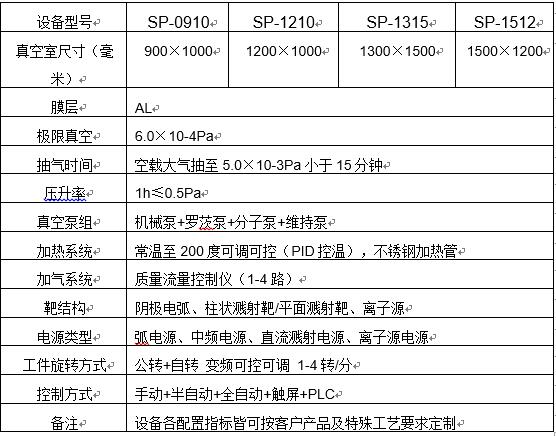 设备型号 SP-0910 SP-1210 SP-1315 SP-1512
真空室尺寸（毫 900×1000 1200×1000 1300×1500 1500×1200
米）
膜层 AL
极限真空 6.0×10-4Pa
抽气时间 空载大气抽至 5.0×10-3Pa 小于 15 分钟
压升率 1h≤0.5Pa
真空泵组 机械泵+罗茨泵+分子泵+维持泵
加热系统 常温至 200 度可调可控（PID 控温），不锈钢加热管
加气系统 质量流量控制仪（1-4 路）
靶结构 阴极电弧、柱状溅射靶/平面溅射靶、离子源
电源类型 弧电源、中频电源、直流溅射电源、离子源电源
工件旋转方式 公转+自转 变频可控可调 1-4 转/分
控制方式 手动+半自动+全自动+触屏+PLC
备注 设备各配置指标皆可按客户产品及特殊工艺要求定制